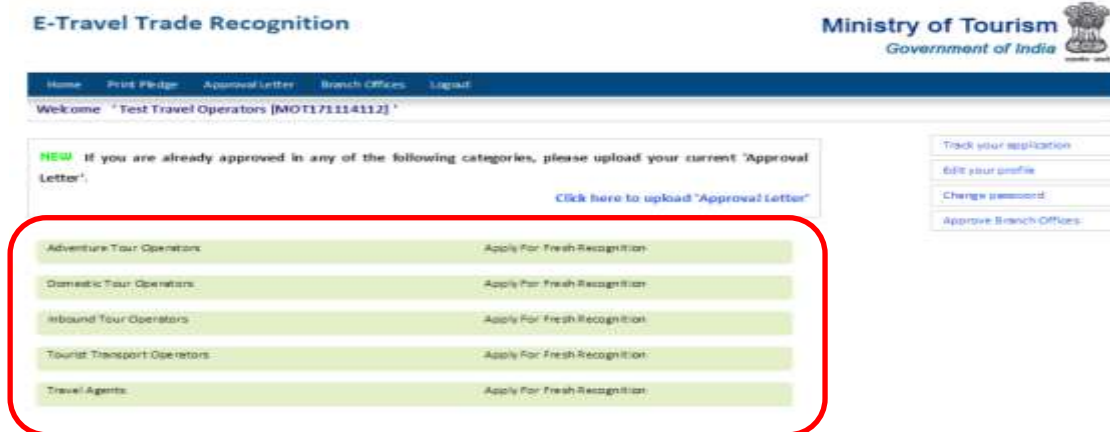 E-Travel Trade Recognition
Ministry of Tourism
Government of India
Home Print Pledge Approval Letter Branch Offices Logout
Welcome 'Test Travel Operators [MOT171114112] '
NEW If you are already approved in any of the following categories, please upload your current 'Approval
Letter'.
Click here to upload 'Approval Letter'
Track your application
Edit your profile
Change password
Approve Branch Offices
Adventure Tour Operators Apply For Fresh Recognition
Domestic Tour Operators Apply For Fresh Recognition
Inbound Tour Operators Apply For Fresh Recognition
Tourist Transport Operators Apply For Fresh Recognition
Travel Agents Apply For Fresh Recognition